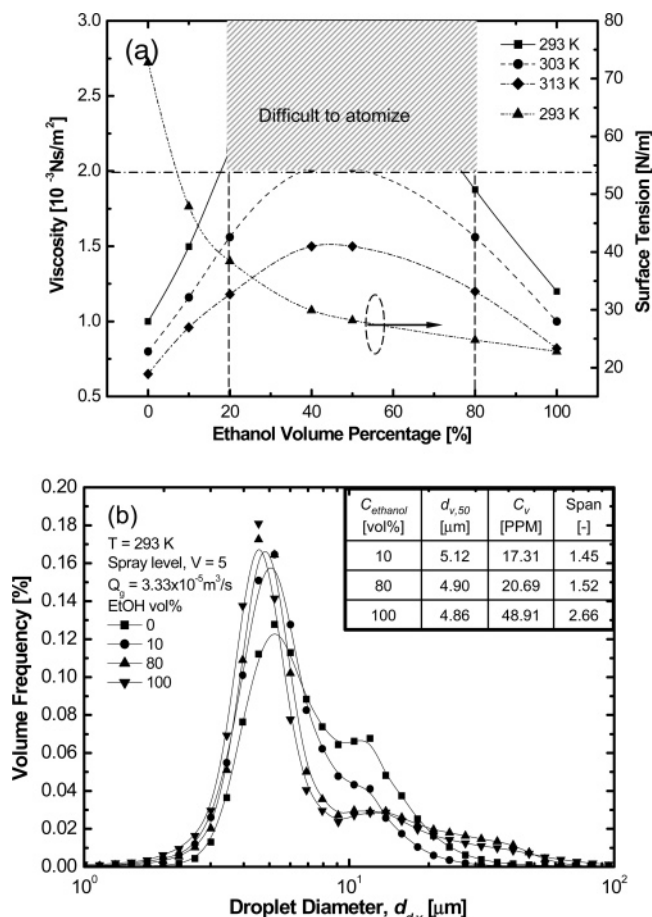 (a)
293 K
303 K
313 K
293 K
Difficult to atomize
Viscosity [10⁻³Ns/m²]
3.0
2.5
2.0
1.5
1.0
0.5
Surface Tension [N/m]
80
70
60
50
40
30
20
0 20 40 60 80 100
Ethanol Volume Percentage [%]
(b)
T = 293 K
Spray level, V = 5
Q_g = 3.33x10⁻⁵m³/s
EtOH vol%
0
10
80
100
C_ethanol d_v,50 C_v Span
[vol%] [μm] [PPM] [-]
10 5.12 17.31 1.45
80 4.90 20.69 1.52
100 4.86 48.91 2.66
Volume Frequency [%]
0.20
0.18
0.16
0.14
0.12
0.10
0.08
0.06
0.04
0.02
0.00
10⁰ 10¹ 10²
Droplet Diameter, d [μm]